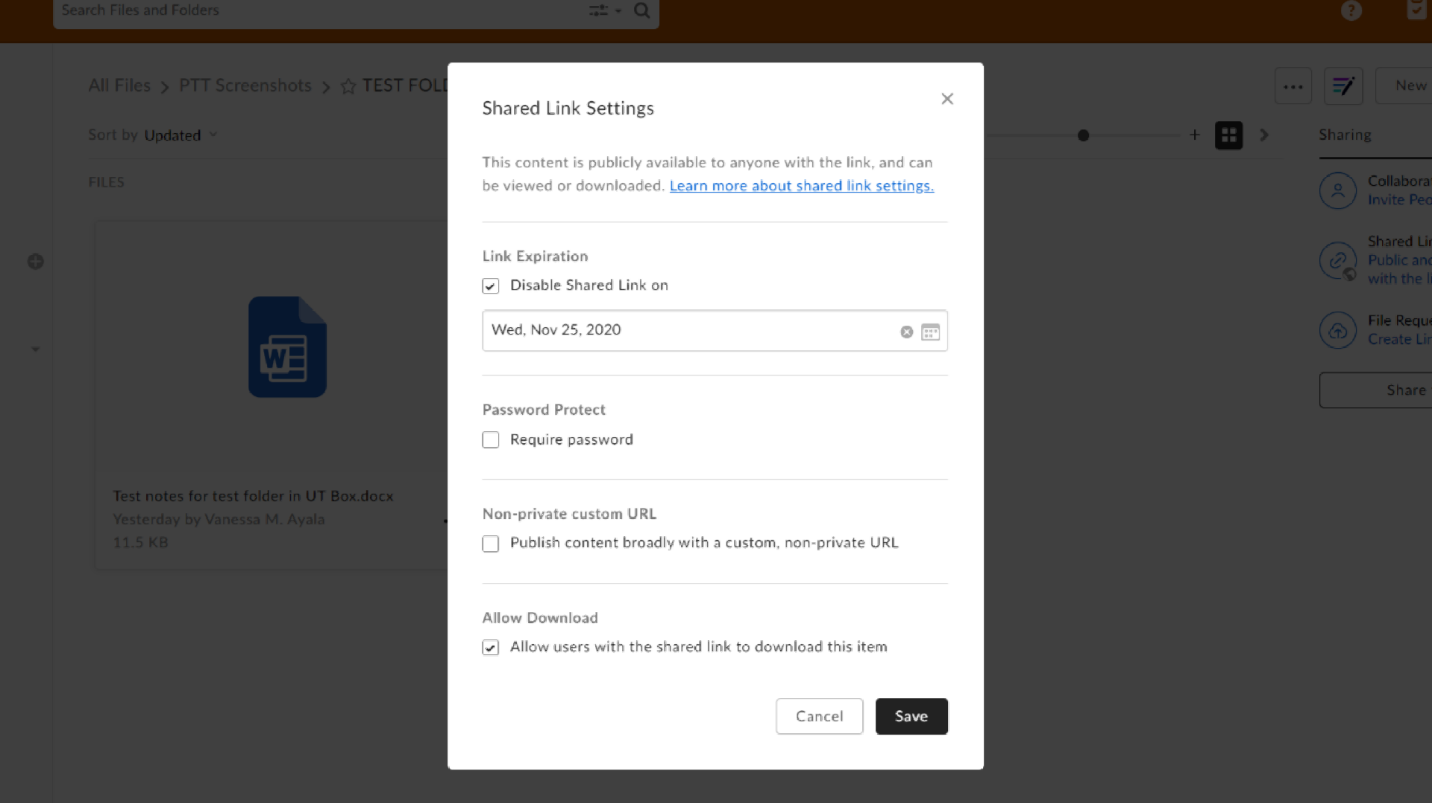 Search Files and Folders
All Files > PTT Screenshots > TEST FOLD
New
Sort by Updated
Sharing
FILES
Collabora
Invite Peo
Shared Lin
Public and
with the li
File Reque
Create Lin
Share
Test notes for test folder in UT Box.docx
Yesterday by Vanessa M. Ayala
11.5 KB
Shared Link Settings
This content is publicly available to anyone with the link, and can
be viewed or downloaded. Learn more about shared link settings.
Link Expiration
Disable Shared Link on
Wed, Nov 25, 2020
Password Protect
Require password
Non-private custom URL
Publish content broadly with a custom, non-private URL
Allow Download
Allow users with the shared link to download this item
Cancel
Save